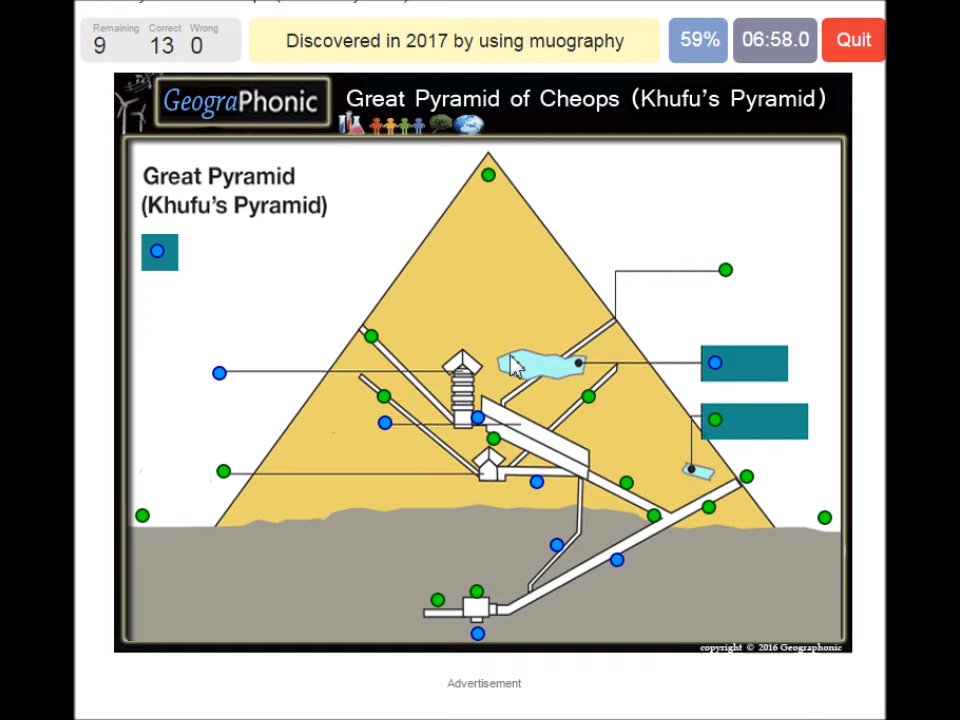 Remaining Correct Wrong
9 13 0
Discovered in 2017 by using muography
59%
06:58.0
Quit
GeograPhonic
Great Pyramid of Cheops (Khufu's Pyramid)
Great Pyramid
(Khufu's Pyramid)
copyright © 2016 Geographonic
Advertisement